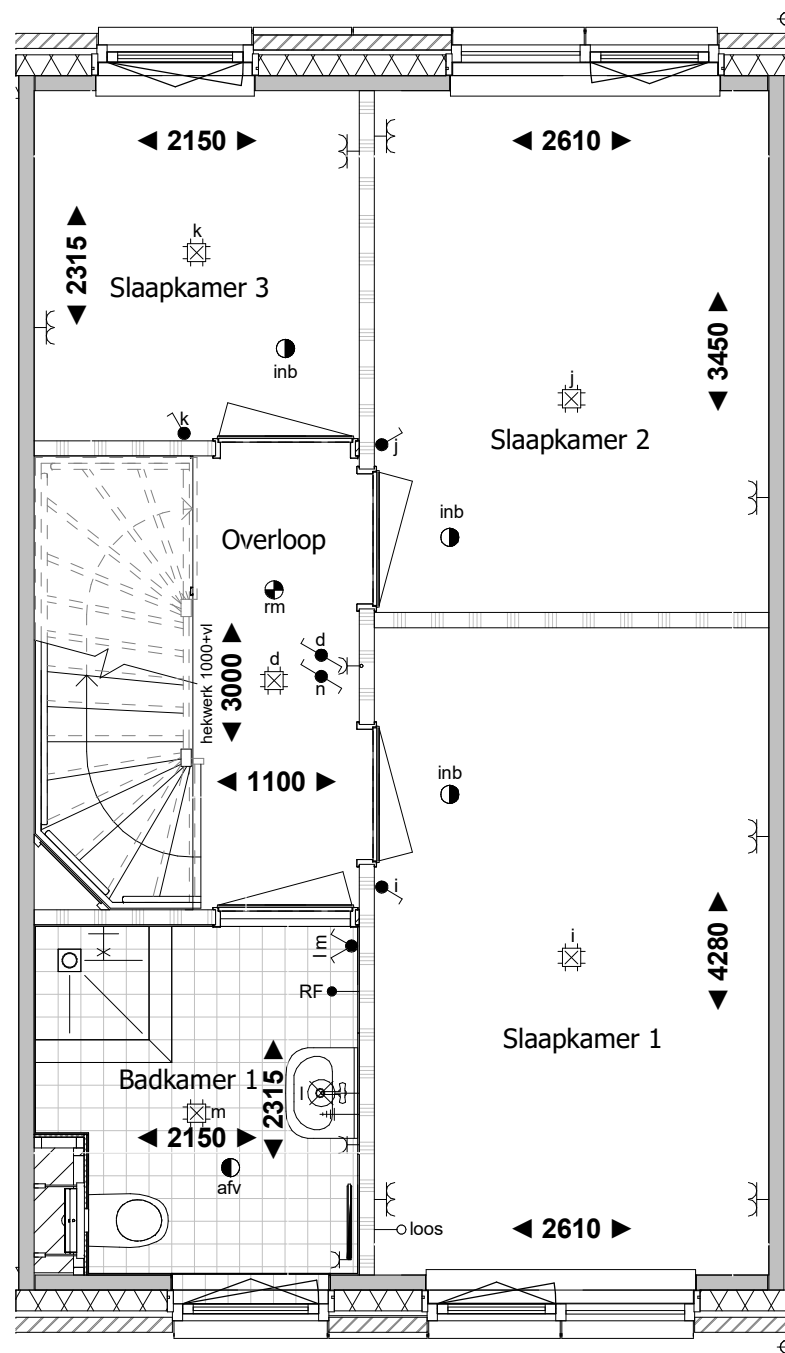 ◄ 2150 ►
◄ 2610 ►
k
◄ 2315 ►
Slaapkamer 3
◄ 3450 ►
inb
j
k
Slaapkamer 2
j
inb
Overloop
rm
hekwerk 1000+vl
◄ 3000 ►
d
d
n
◄ 1100 ►
inb
i
l m
i
◄ 4280 ►
RF
Slaapkamer 1
Badkamer 1
◄ 2315 ►
l
m
◄ 2150 ►
afv
loos
◄ 2610 ►